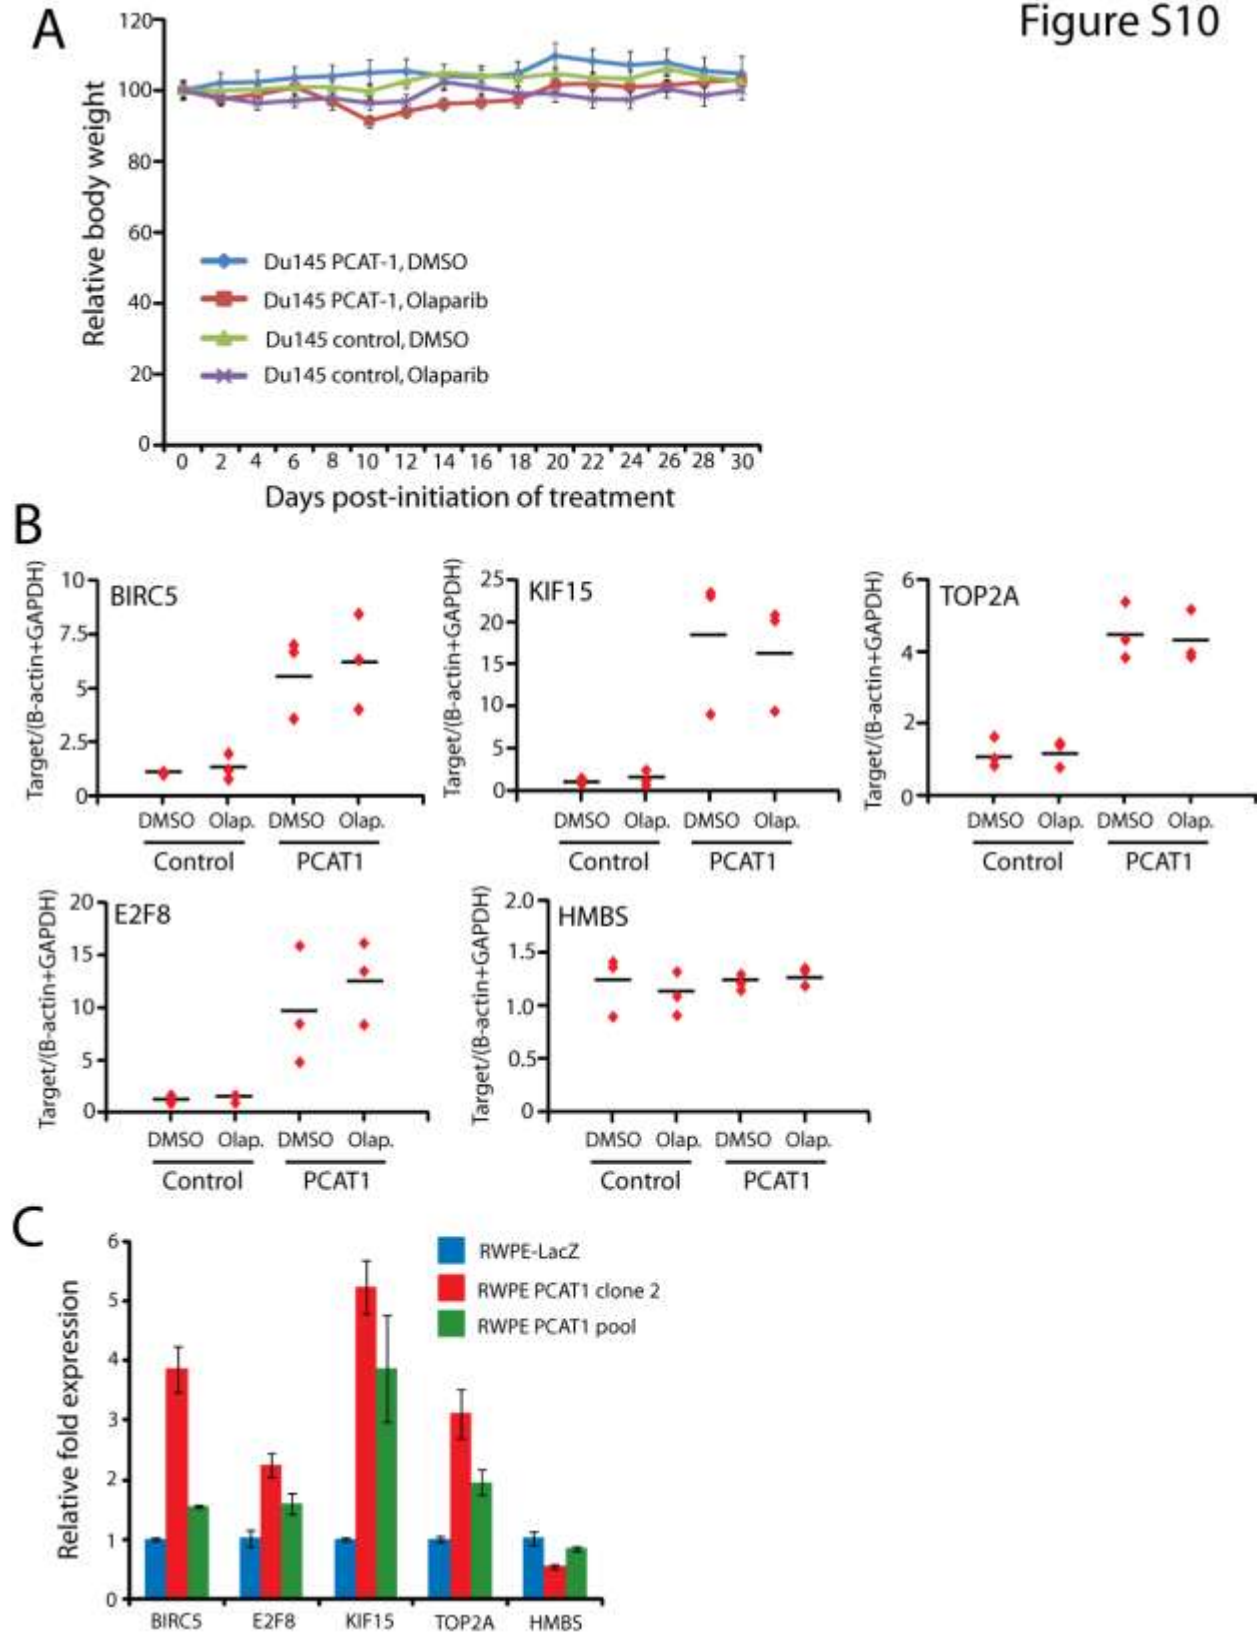 Figure S10
A
Relative body weight
120
100
80
60
40
20
0
Du145 PCAT-1, DMSO
Du145 PCAT-1, Olaparib
Du145 control, DMSO
Du145 control, Olaparib
0 2 4 6 8 10 12 14 16 18 20 22 24 26 28 30
Days post-initiation of treatment
B
BIRC5
Target/(B-actin+GAPDH)
10
7.5
5
2.5
0
DMSO Olap. DMSO Olap.
Control PCAT1
KIF15
Target/(B-actin+GAPDH)
25
20
15
10
5
0
DMSO Olap. DMSO Olap.
Control PCAT1
TOP2A
Target/(B-actin+GAPDH)
6
4
2
0
DMSO Olap. DMSO Olap.
Control PCAT1
E2F8
Target/(B-actin+GAPDH)
20
15
10
5
0
DMSO Olap. DMSO Olap.
Control PCAT1
HMBS
Target/(B-actin+GAPDH)
2.0
1.5
1.0
0.5
0
DMSO Olap. DMSO Olap.
Control PCAT1
C
Relative fold expression
6
5
4
3
2
1
0
RWPE-LacZ
RWPE PCAT1 clone 2
RWPE PCAT1 pool
BIRC5 E2F8 KIF15 TOP2A HMBS